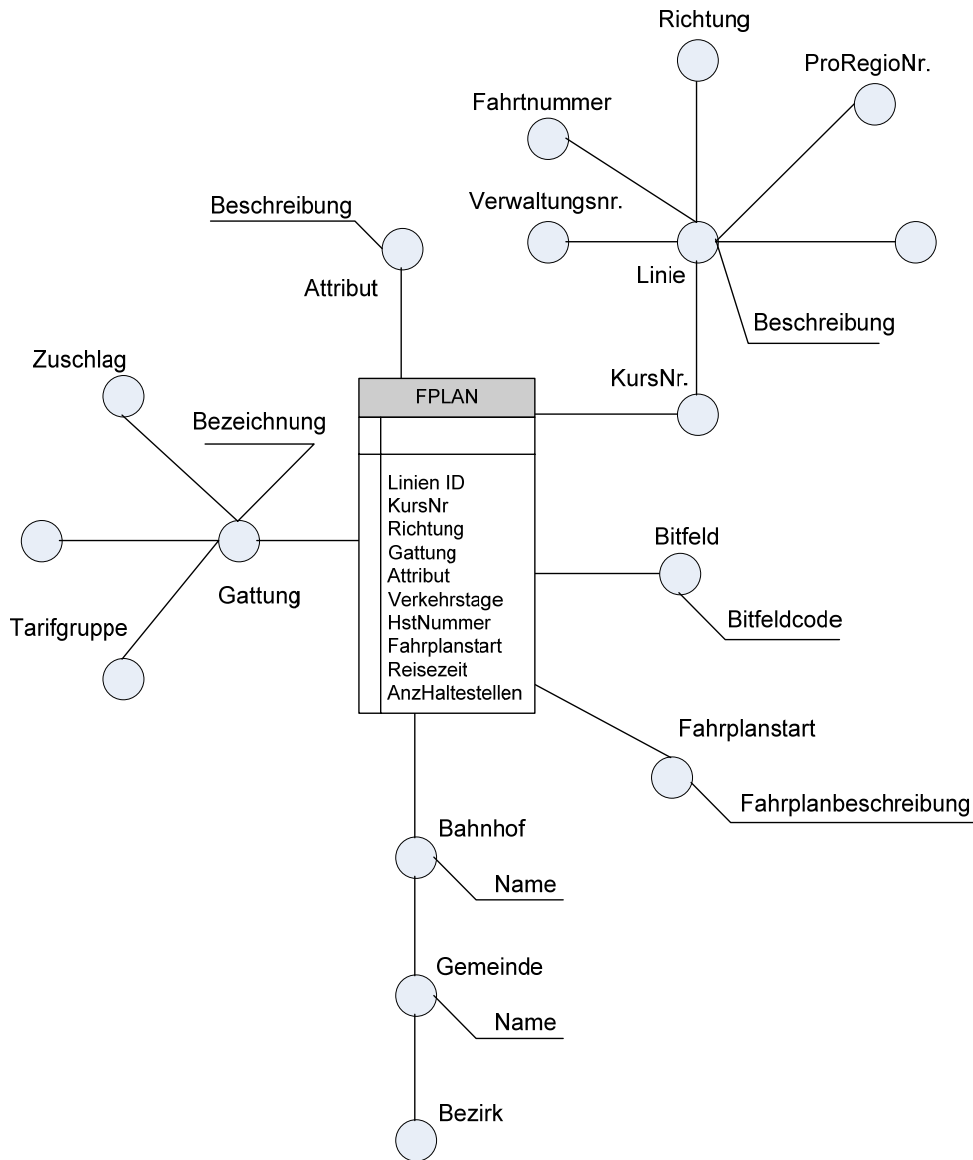 Richtung
ProRegioNr.
Fahrtnummer
Verwaltungsnr.
Beschreibung
Linie
Attribut
Beschreibung
Zuschlag
KursNr.
FPLAN
Bezeichnung
Linien ID
KursNr
Richtung
Gattung
Attribut
Verkehrstage
HstNummer
Fahrplanstart
Reisezeit
AnzHaltestellen
Bitfeld
Gattung
Bitfeldcode
Tarifgruppe
Fahrplanstart
Fahrplanbeschreibung
Bahnhof
Name
Gemeinde
Name
Bezirk